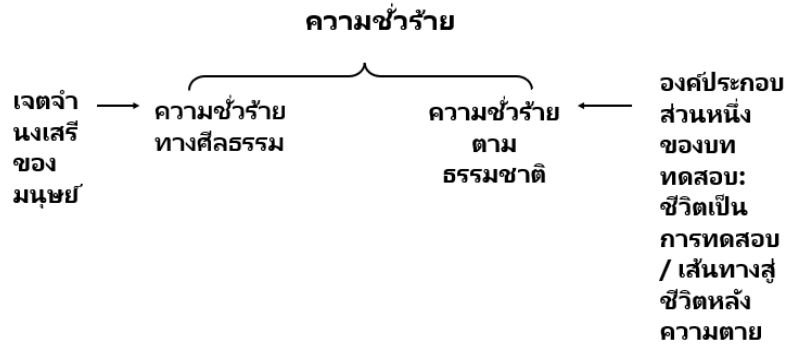 ความชั่วร้าย
เจตจำ
นงเสรี
ของ
มนุษย์
ความชั่วร้าย
ทางศีลธรรม
ความชั่วร้าย
ตาม
ธรรมชาติ
องค์ประกอบ
ส่วนหนึ่ง
ของบท
ทดสอบ:
ชีวิตเป็น
การทดสอบ
/ เส้นทางสู่
ชีวิตหลัง
ความตาย